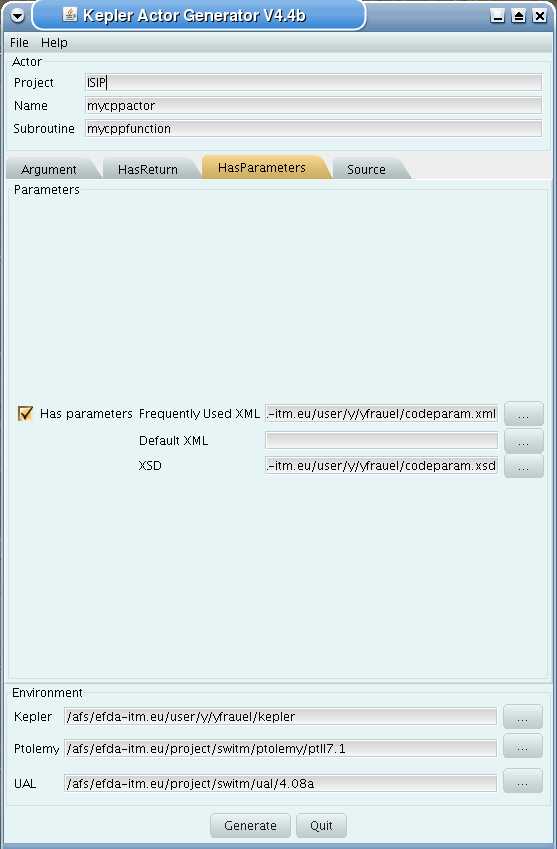 Kepler Actor Generator V4.4b
File Help
Actor
Project ISIP
Name mycppactor
Subroutine mycppfunction
Argument HasReturn HasParameters Source
Parameters
Has parameters Frequently Used XML .-itm.eu/user/y/yfrauel/codeparam.xml ...
Default XML ...
XSD .-itm.eu/user/y/yfrauel/codeparam.xsd ...
Environment
Kepler /afs/efda-itm.eu/user/y/yfrauel/kepler ...
Ptolemy /afs/efda-itm.eu/project/switm/ptolemy/ptII7.1 ...
UAL /afs/efda-itm.eu/project/switm/ual/4.08a ...
Generate Quit